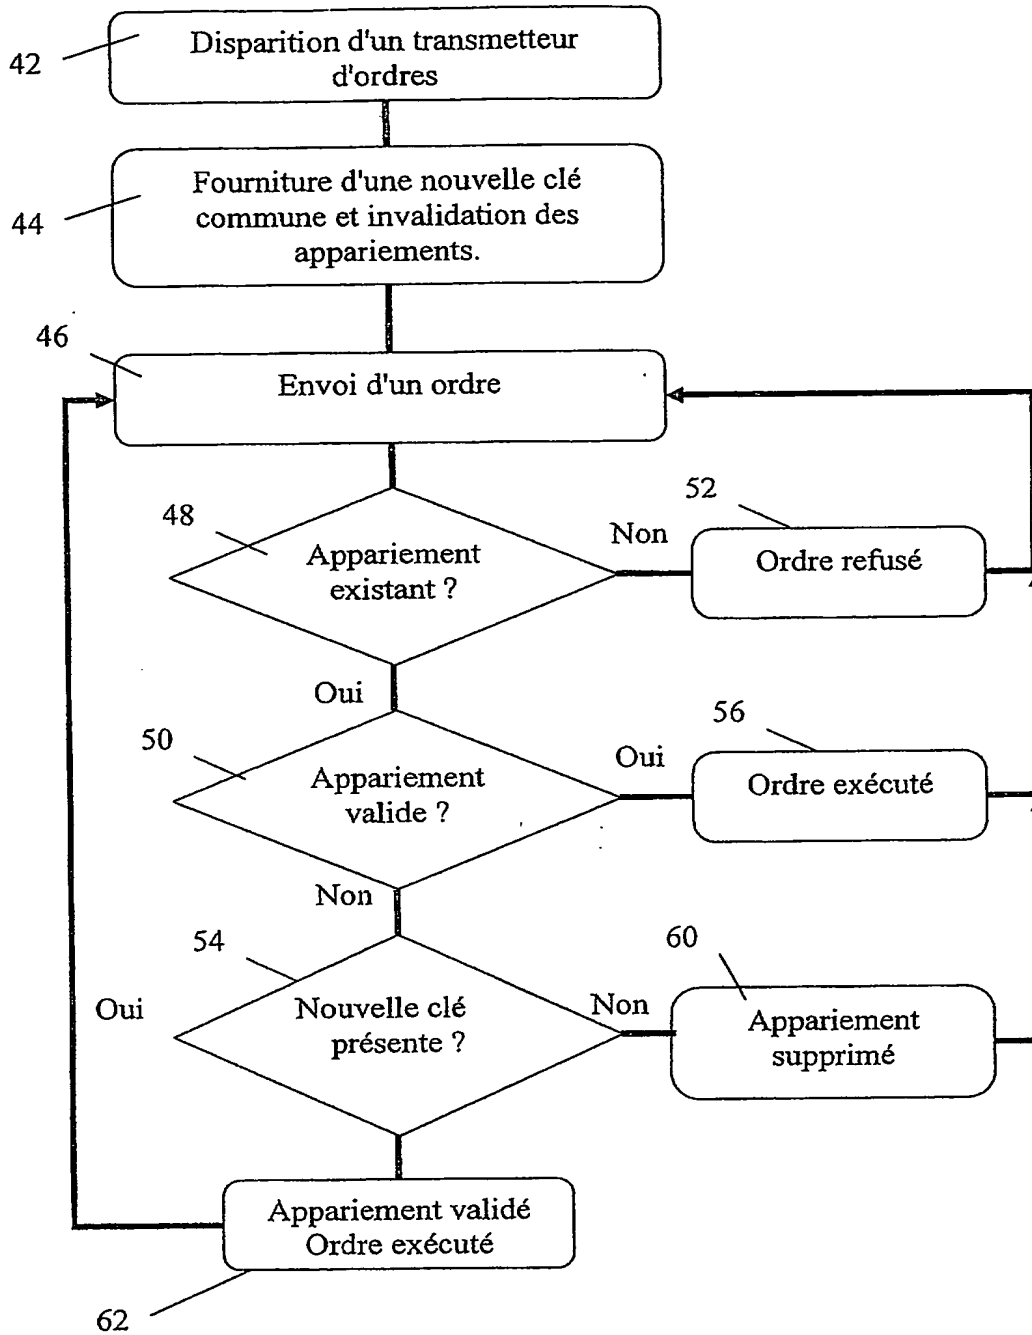 42
Disparition d'un transmetteur
d'ordres
44
Fourniture d'une nouvelle clé
commune et invalidation des
appariements.
46
Envoi d'un ordre
48
Appariement
existant ?
Non
52
Ordre refusé
Oui
50
Appariement
valide ?
Oui
56
Ordre exécuté
Non
54
Nouvelle clé
présente ?
Non
60
Appariement
supprimé
Oui
Appariement validé
Ordre exécuté
62